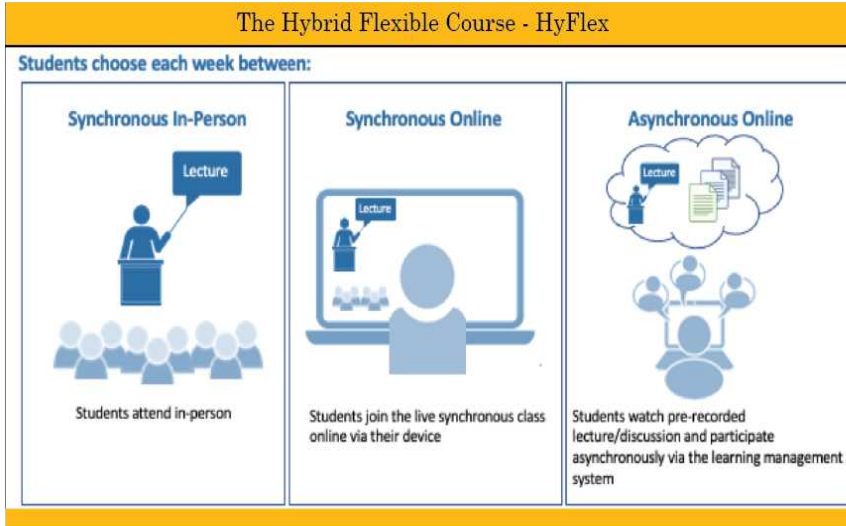 The Hybrid Flexible Course - HyFlex
Students choose each week between:
Synchronous In-Person
Lecture
Students attend in-person
Synchronous Online
Lecture
Students join the live synchronous class
online via their device
Asynchronous Online
Lecture
Students watch pre-recorded
lecture/discussion and participate
asynchronously via the learning management
system